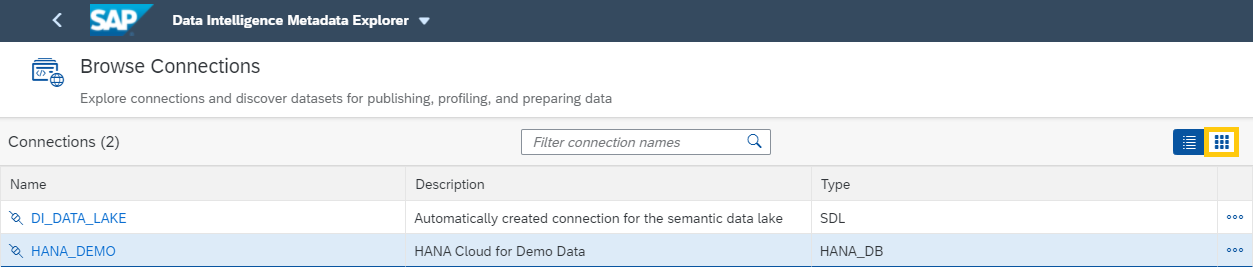 SAP Data Intelligence Metadata Explorer
Browse Connections
Explore connections and discover datasets for publishing, profiling, and preparing data
Connections (2) Filter connection names
Name Description Type
DI_DATA_LAKE Automatically created connection for the semantic data lake SDL
HANA_DEMO HANA Cloud for Demo Data HANA_DB